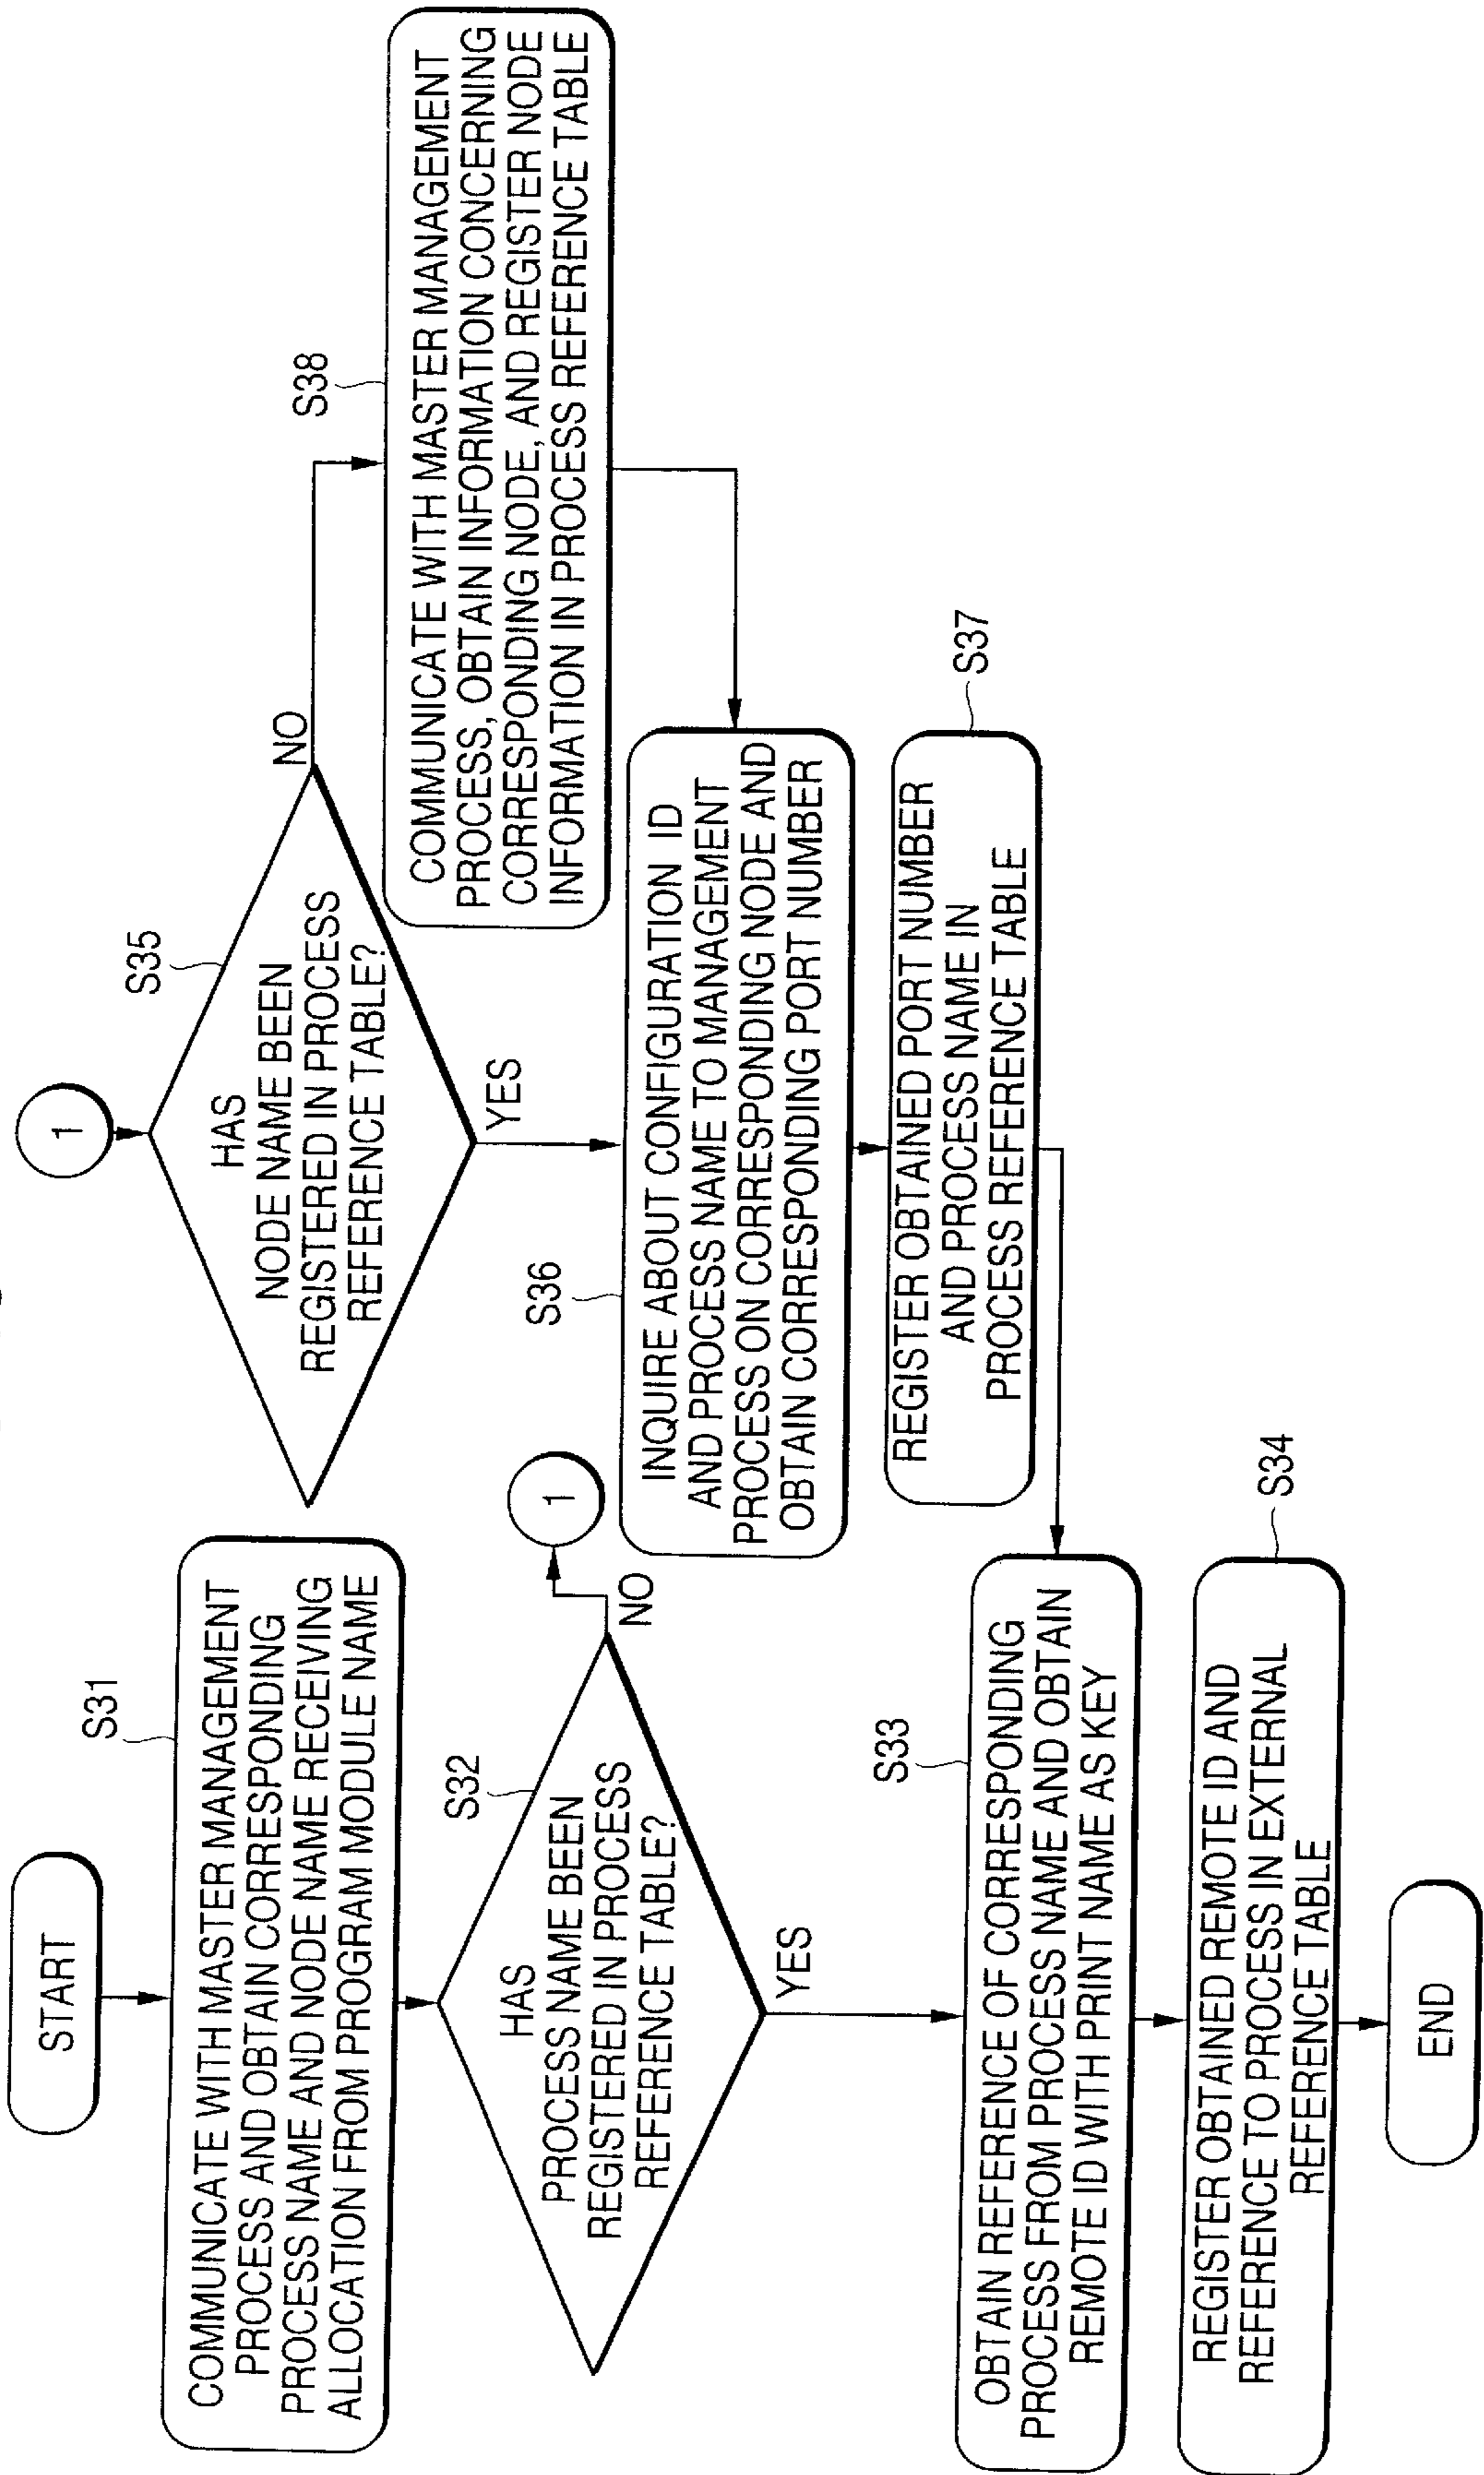 START
S31
COMMUNICATE WITH MASTER MANAGEMENT
PROCESS AND OBTAIN CORRESPONDING
PROCESS NAME AND NODE NAME RECEIVING
ALLOCATION FROM PROGRAM MODULE NAME
S32
HAS
PROCESS NAME BEEN
REGISTERED IN PROCESS
REFERENCE TABLE?
NO
1
YES
S33
OBTAIN REFERENCE OF CORRESPONDING
PROCESS FROM PROCESS NAME AND OBTAIN
REMOTE ID WITH PRINT NAME AS KEY
S34
REGISTER OBTAINED REMOTE ID AND
REFERENCE TO PROCESS IN EXTERNAL
REFERENCE TABLE
END
1
S35
HAS
NODE NAME BEEN
REGISTERED IN PROCESS
REFERENCE TABLE?
NO
YES
S38
COMMUNICATE WITH MASTER MANAGEMENT
PROCESS, OBTAIN INFORMATION CONCERNING
CORRESPONDING NODE, AND REGISTER NODE
INFORMATION IN PROCESS REFERENCE TABLE
S36
INQUIRE ABOUT CONFIGURATION ID
AND PROCESS NAME TO MANAGEMENT
PROCESS ON CORRESPONDING NODE AND
OBTAIN CORRESPONDING PORT NUMBER
S37
REGISTER OBTAINED PORT NUMBER
AND PROCESS NAME IN
PROCESS REFERENCE TABLE